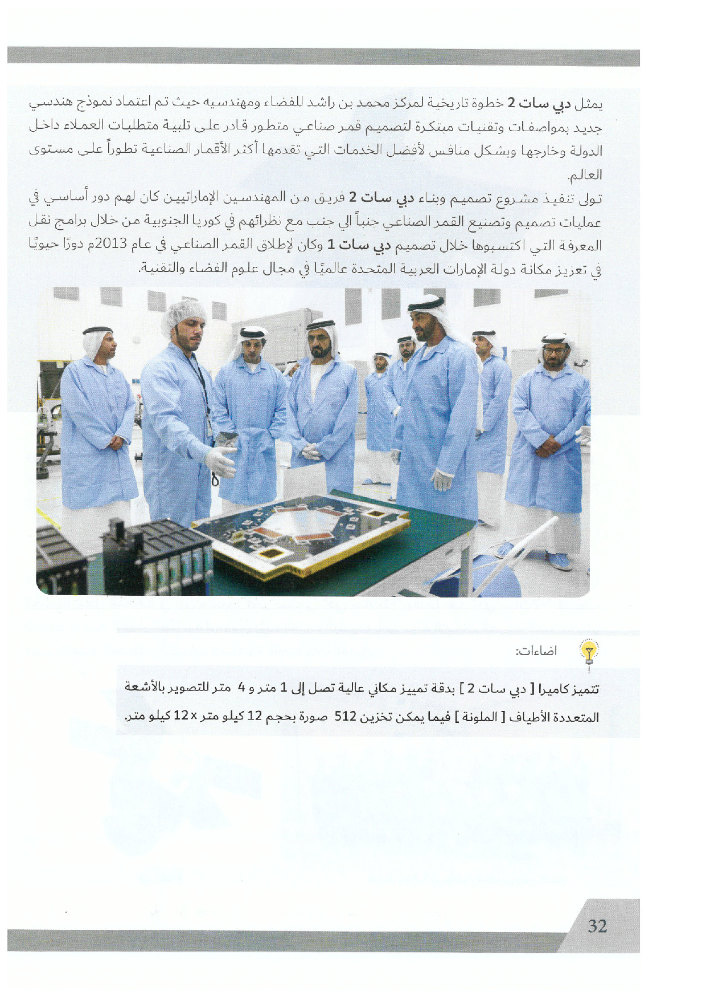 يمثل دبي سات 2 خطوة تاريخية لمركز محمد بن راشد للفضاء ومهندسيه حيث تم اعتماد نموذج هندسي
جديد بمواصفات وتقنيات مبتكرة لتصميم قمر صناعي متطور قادر على تلبية متطلبات العملاء داخل
الدولة وخارجها وبشكل منافس لأفضل الخدمات التي تقدمها أكثر الأقمار الصناعية تطوراً على مستوى
العالم.
تولى تنفيذ مشروع تصميم وبناء دبي سات 2 فريق من المهندسين الإماراتيين كان لهم دور أساسي في
عمليات تصميم وتصنيع القمر الصناعي جنباً الي جنب مع نظرائهم في كوريا الجنوبية من خلال برامج نقل
المعرفة التي اكتسبوها خلال تصميم دبي سات 1 وكان لإطلاق القمر الصناعي في عام 2013م دورًا حيويًا
في تعزيز مكانة دولة الإمارات العربية المتحدة عالميًا في مجال علوم الفضاء والتقنية.
اضاءات:
تتميز كاميرا [ دبي سات 2 ] بدقة تمييز مكاني عالية تصل إلى 1 متر و 4 متر للتصوير بالأشعة
المتعددة الأطياف [ الملونة ] فيما يمكن تخزين 512 صورة بحجم 12 كيلو متر x 12 كيلو متر.
32